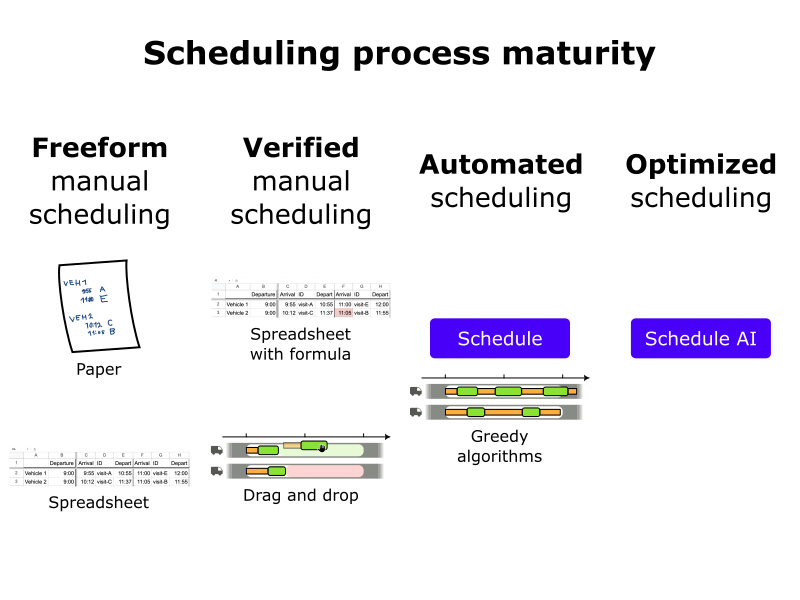 Scheduling process maturity
Freeform
manual
scheduling
Verified
manual
scheduling
Automated
scheduling
Optimized
scheduling
VEH 1
9:55 A
11:00 E
VEH 2
10:12 C
11:05 B
Paper
A B C D E F G H
1 Departure Arrival ID Depart Arrival ID Depart
2 Vehicle 1 9:00 9:55 visit-A 10:55 11:00 visit-E 12:00
3 Vehicle 2 9:00 10:12 visit-C 11:37 11:05 visit-B 11:55
Spreadsheet
A B C D E F G H
1 Departure Arrival ID Depart Arrival ID Depart
2 Vehicle 1 9:00 9:55 visit-A 10:55 11:00 visit-E 12:00
3 Vehicle 2 9:00 10:12 visit-C 11:37 11:05 visit-B 11:55
Spreadsheet
with formula
Drag and drop
Schedule
Greedy
algorithms
Schedule AI